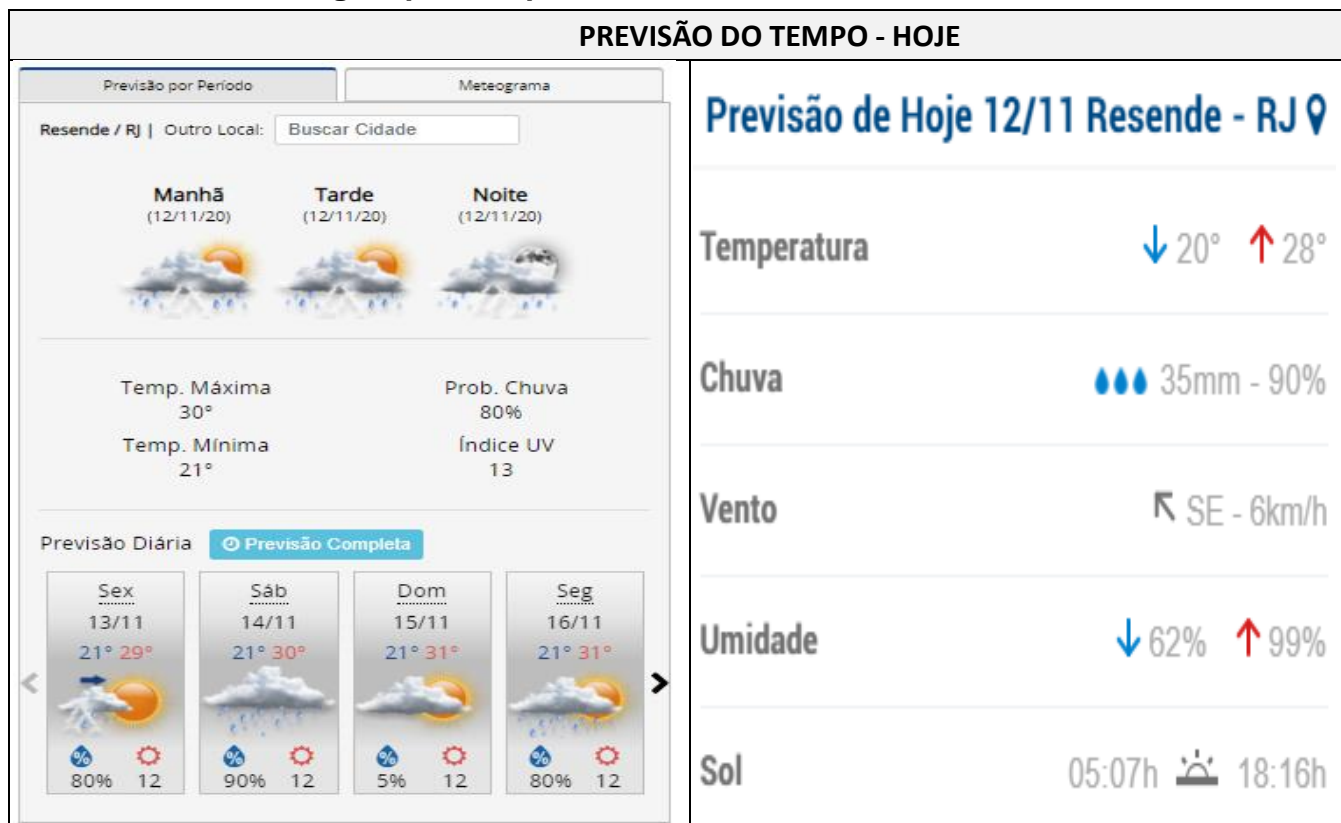 PREVISÃO DO TEMPO - HOJE
Previsão por Período
Meteograma
Resende / RJ | Outro Local: Buscar Cidade
Manhã Tarde Noite
(12/11/20) (12/11/20) (12/11/20)
Temp. Máxima Prob. Chuva
30° 80%
Temp. Mínima Índice UV
21° 13
Previsão Diária Previsão Completa
Sex Sáb Dom Seg
13/11 14/11 15/11 16/11
21° 29° 21° 30° 21° 31° 21° 31°
% % % %
80% 12 90% 12 5% 12 80% 12
Previsão de Hoje 12/11 Resende - RJ
Temperatura ↓ 20° ↑ 28°
Chuva 35mm - 90%
Vento SE - 6km/h
Umidade ↓ 62% ↑ 99%
Sol 05:07h 18:16h